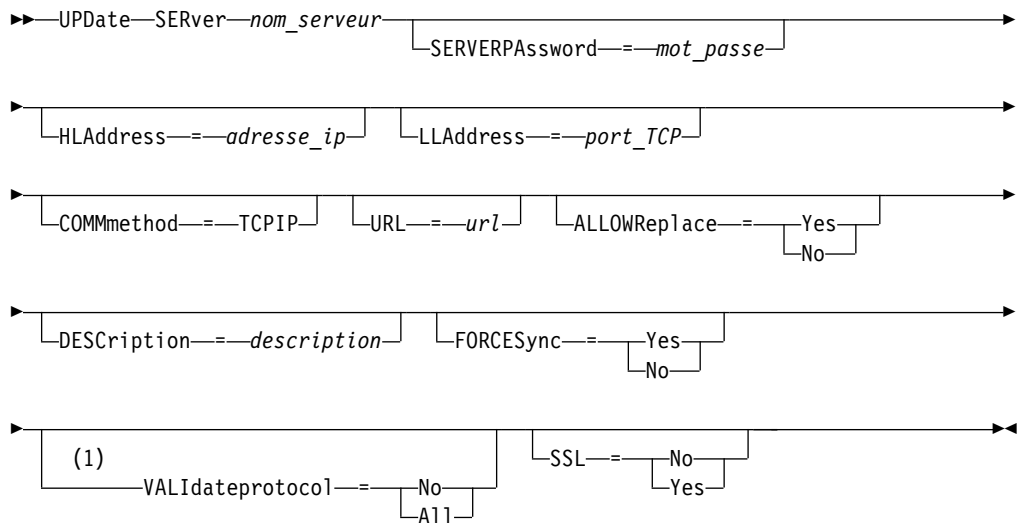 UPDate SERver nom_serveur
SERVERPAssword = mot_passe
HLAddress = adresse_ip LLAddress = port_TCP
COMMmethod = TCPIP URL = url ALLOWReplace = Yes
No
DESCription = description FORCESync = Yes
No
(1)
VALIdateprotocol = No
All
SSL = No
Yes